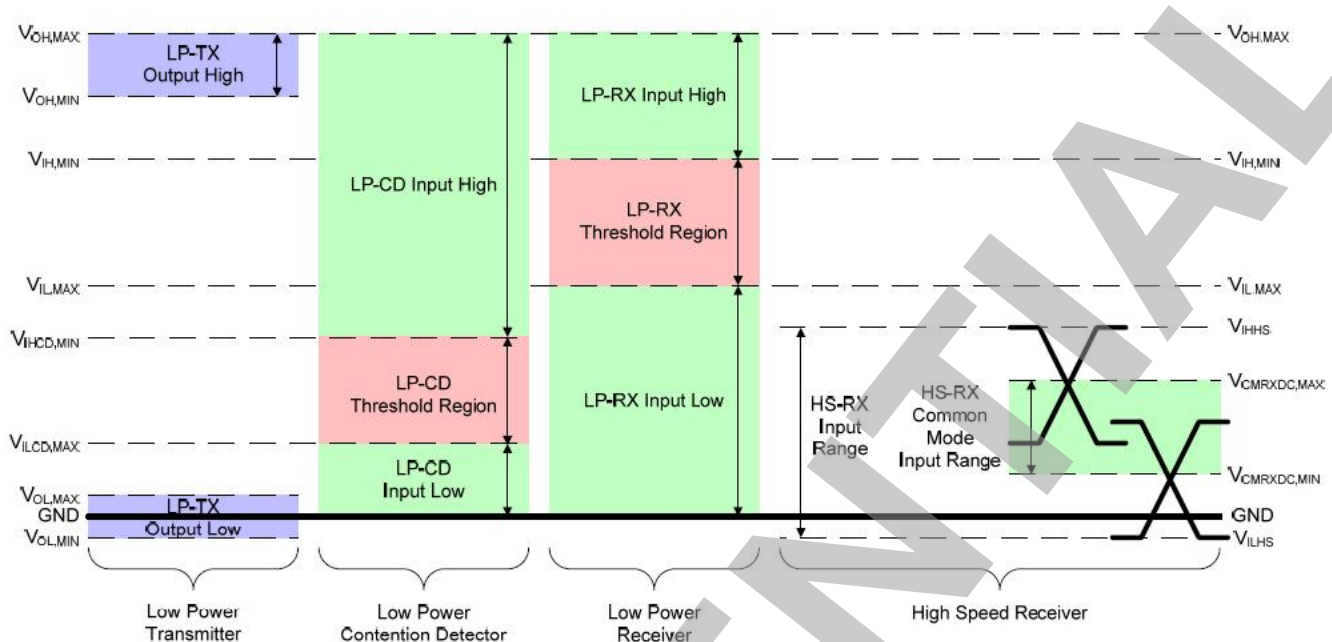 VOH,MAX
VOH,MIN
VIH,MIN
VIL,MAX
VIHCD,MIN
VILCD,MAX
VOL,MAX
GND
VOL,MIN
LP-TX
Output High
LP-TX
Output Low
LP-CD Input High
LP-CD
Threshold Region
LP-CD
Input Low
LP-RX Input High
LP-RX
Threshold Region
LP-RX Input Low
HS-RX
Input
Range
HS-RX
Common
Mode
Input Range
VOH,MAX
VIH,MIN
VIL,MAX
VIHHS
VCMRXDC,MAX
VCMRXDC,MIN
GND
VILHS
Low Power
Transmitter
Low Power
Contention Detector
Low Power
Receiver
High Speed Receiver
ENTIAL